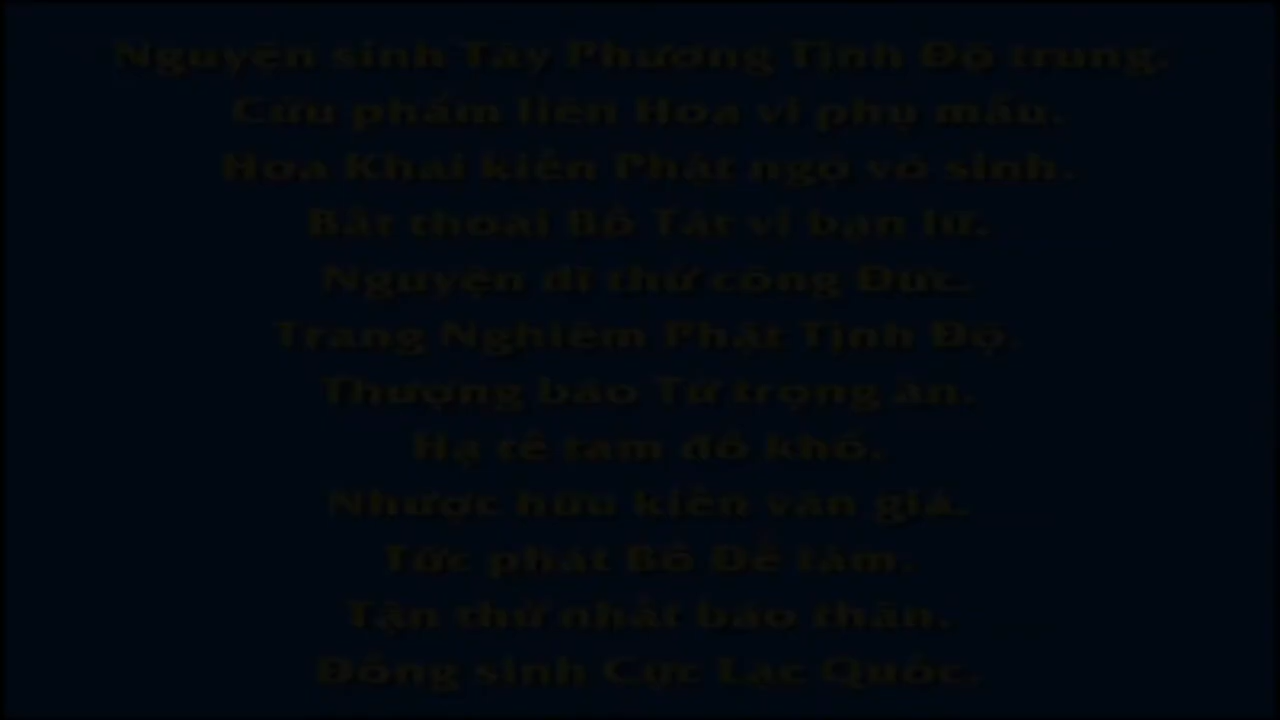 Nguyện sinh Tây Phương Tịnh Độ trung.
Cửu phẩm liên Hoa vi phụ mẫu.
Hoa Khai kiến Phật ngộ vô sinh.
Bất thoái Bồ Tát vi bạn lữ.
Nguyện dĩ thử công Đức.
Trang Nghiêm Phật Tịnh Độ.
Thượng báo Tứ trọng ân.
Hạ tế tam đồ khổ.
Nhược hữu kiến văn giả.
Tức phát Bồ Đề tâm.
Tận thử nhất báo thân.
Đồng sinh Cực Lạc Quốc.